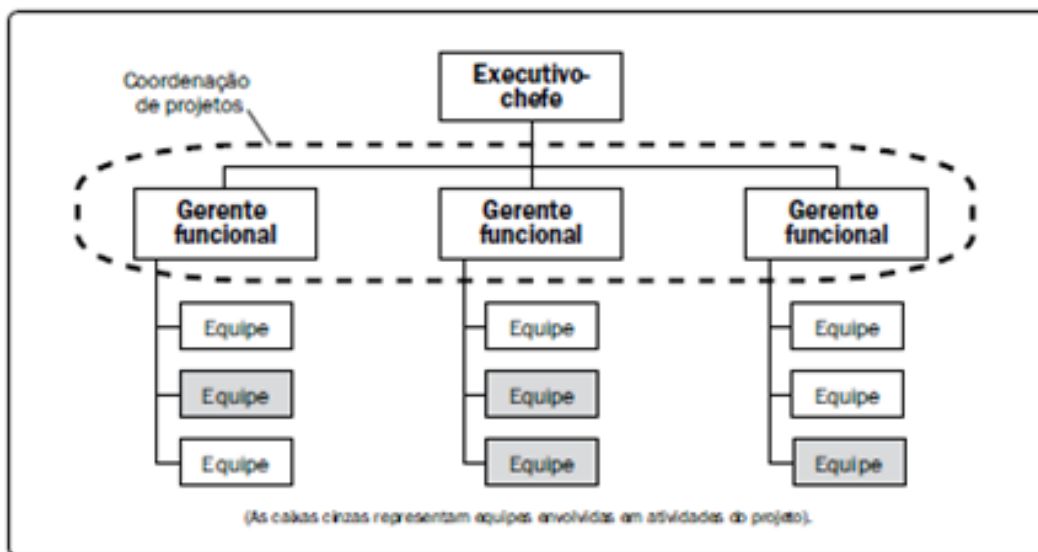 Coordenação
de projetos
Executivo-
chefe
Gerente
funcional
Gerente
funcional
Gerente
funcional
Equipe
Equipe
Equipe
Equipe
Equipe
Equipe
Equipe
Equipe
Equipe
(As caixas cinzas representam equipes envolvidas em atividades do projeto).